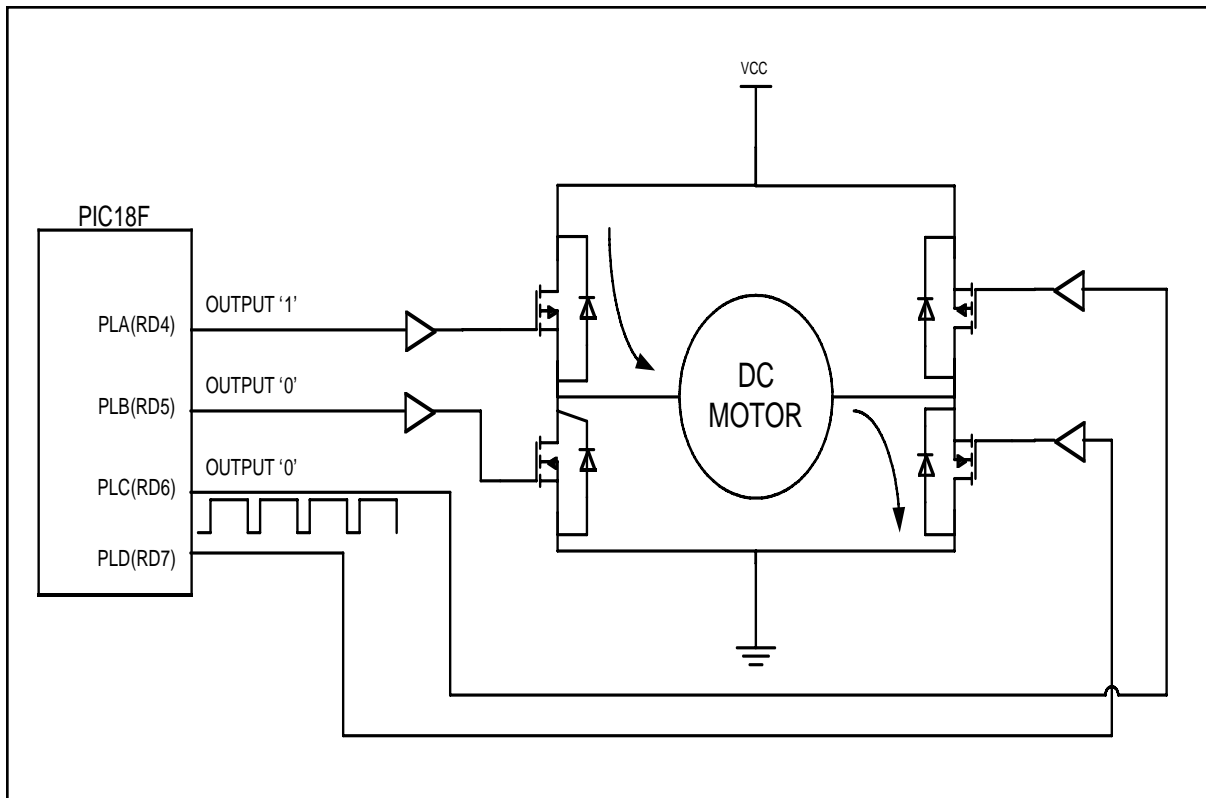 VCC
PIC18F
PLA(RD4)
OUTPUT ‘1’
PLB(RD5)
OUTPUT ‘0’
PLC(RD6)
OUTPUT ‘0’
PLD(RD7)
DC
MOTOR